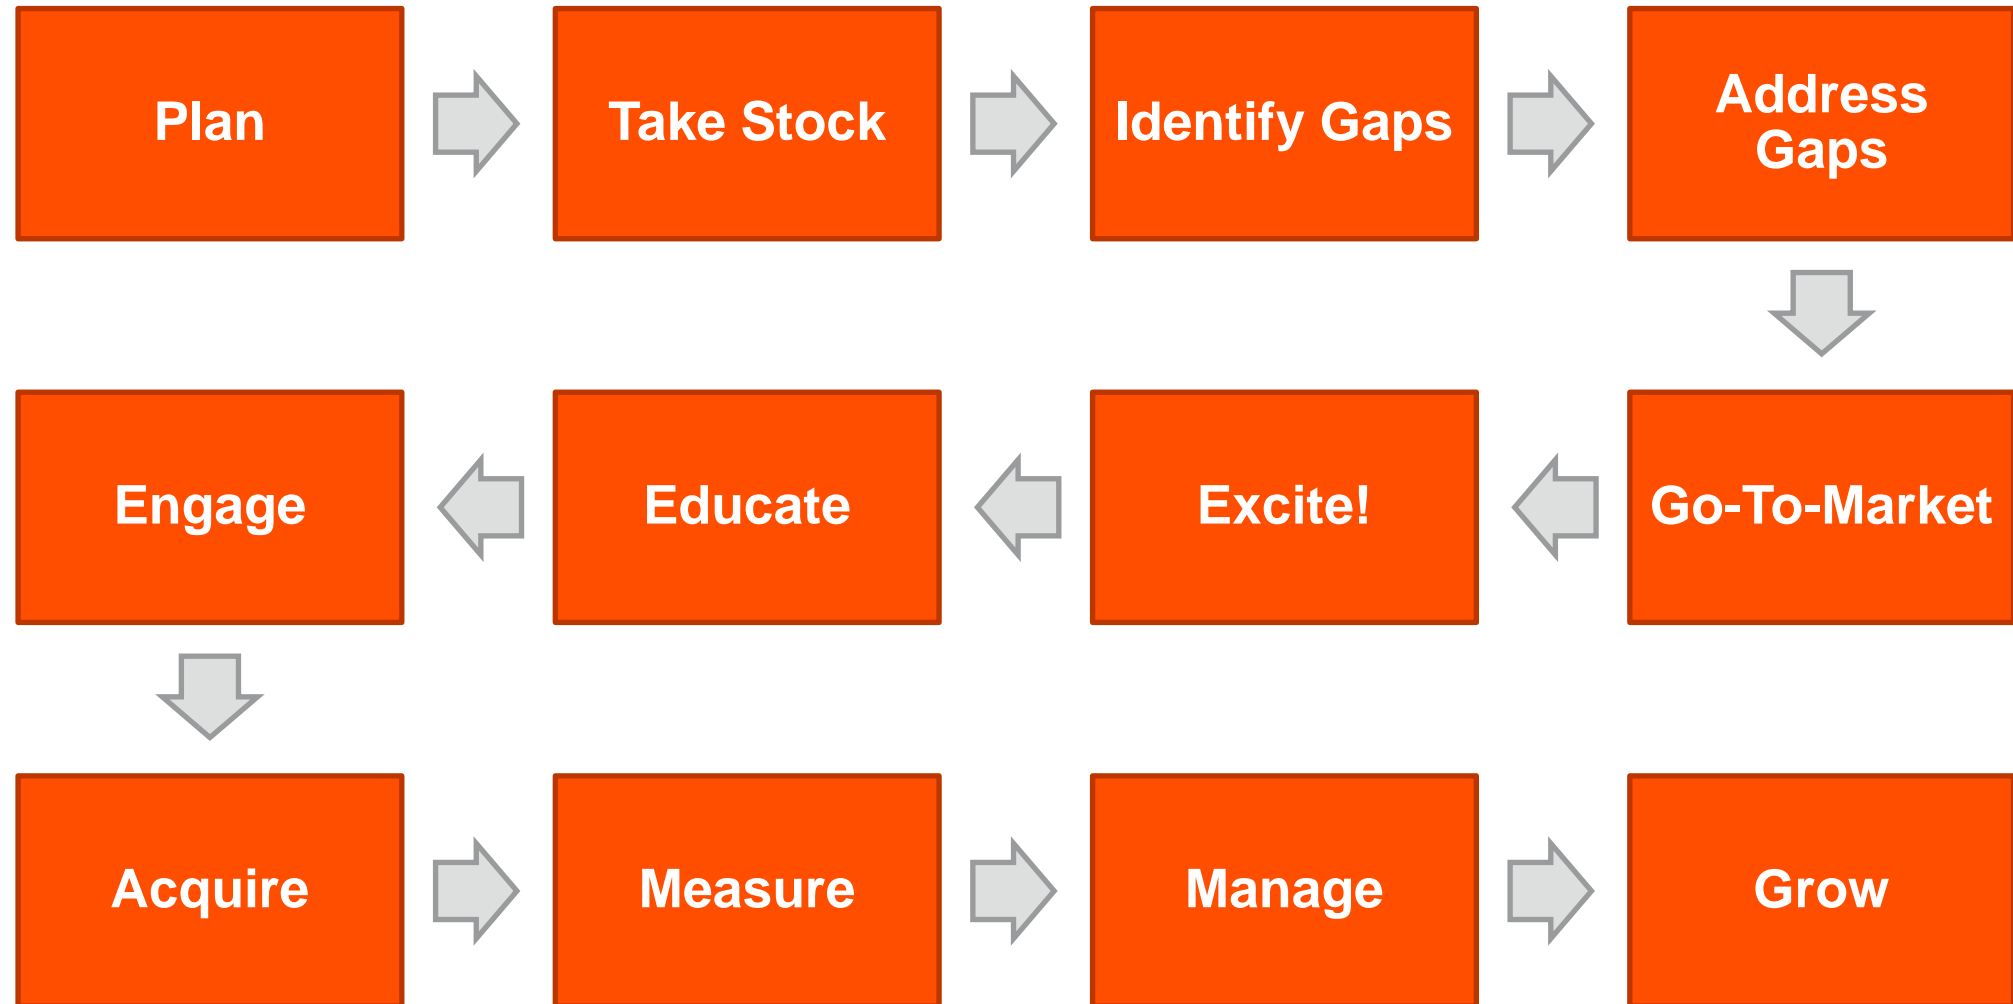 Plan
Take Stock
Identify Gaps
Address
Gaps
Go-To-Market
Excite!
Educate
Engage
Acquire
Measure
Manage
Grow